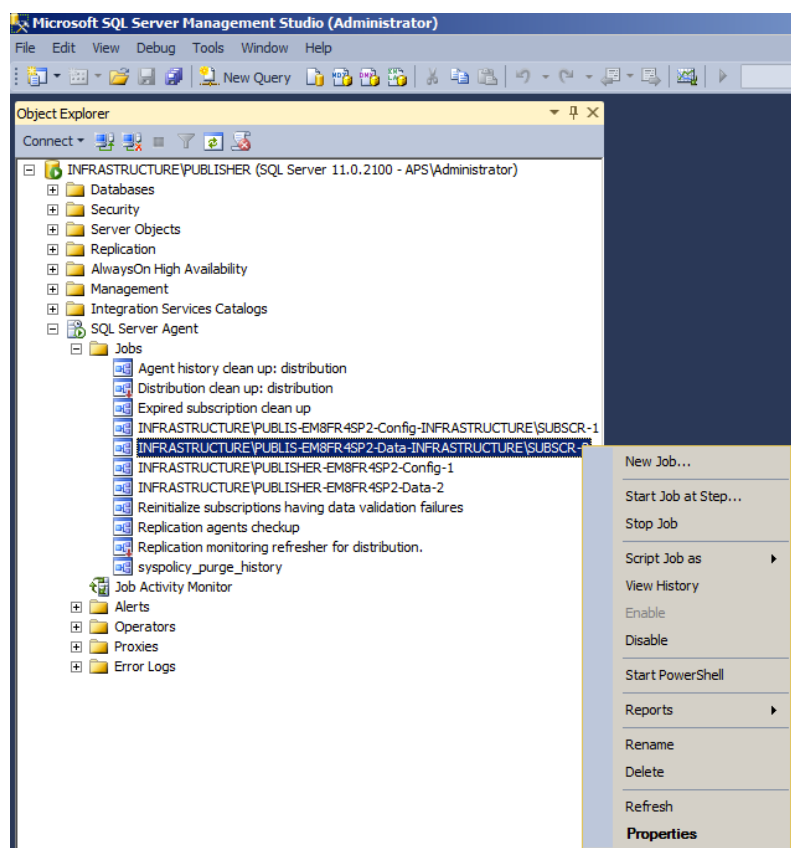 Microsoft SQL Server Management Studio (Administrator)
File Edit View Debug Tools Window Help
New Query
Object Explorer
Connect
INFRASTRUCTURE\PUBLISHER (SQL Server 11.0.2100 - APS\Administrator)
Databases
Security
Server Objects
Replication
AlwaysOn High Availability
Management
Integration Services Catalogs
SQL Server Agent
Jobs
Agent history clean up: distribution
Distribution clean up: distribution
Expired subscription clean up
INFRASTRUCTURE\PUBLIS-EM8FR4SP2-Config-INFRASTRUCTURE\SUBSCR-1
INFRASTRUCTURE\PUBLIS-EM8FR4SP2-Data-INFRASTRUCTURE\SUBSCR-
INFRASTRUCTURE\PUBLISHER-EM8FR4SP2-Config-1
INFRASTRUCTURE\PUBLISHER-EM8FR4SP2-Data-2
Reinitialize subscriptions having data validation failures
Replication agents checkup
Replication monitoring refresher for distribution.
syspolicy_purge_history
Job Activity Monitor
Alerts
Operators
Proxies
Error Logs
New Job...
Start Job at Step...
Stop Job
Script Job as
View History
Enable
Disable
Start PowerShell
Reports
Rename
Delete
Refresh
Properties